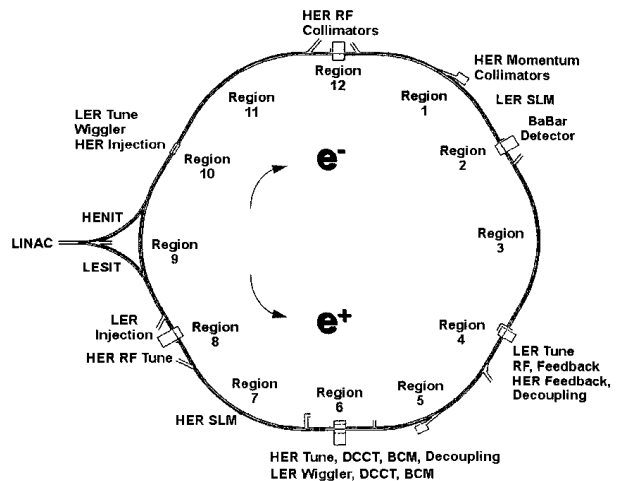 HER RF
Collimators
Region
12
HER Momentum
Collimators
Region
11
Region
1
LER SLM
BaBar
Detector
LER Tune
Wiggler
HER Injection
Region
10
e-
Region
2
HENIT
LINAC
LESIT
Region
9
Region
3
LER
Injection
HER RF Tune
Region
8
e+
Region
4
LER Tune
RF, Feedback
HER Feedback,
Decoupling
Region
7
Region
6
Region
5
HER SLM
HER Tune, DCCT, BCM, Decoupling
LER Wiggler, DCCT, BCM